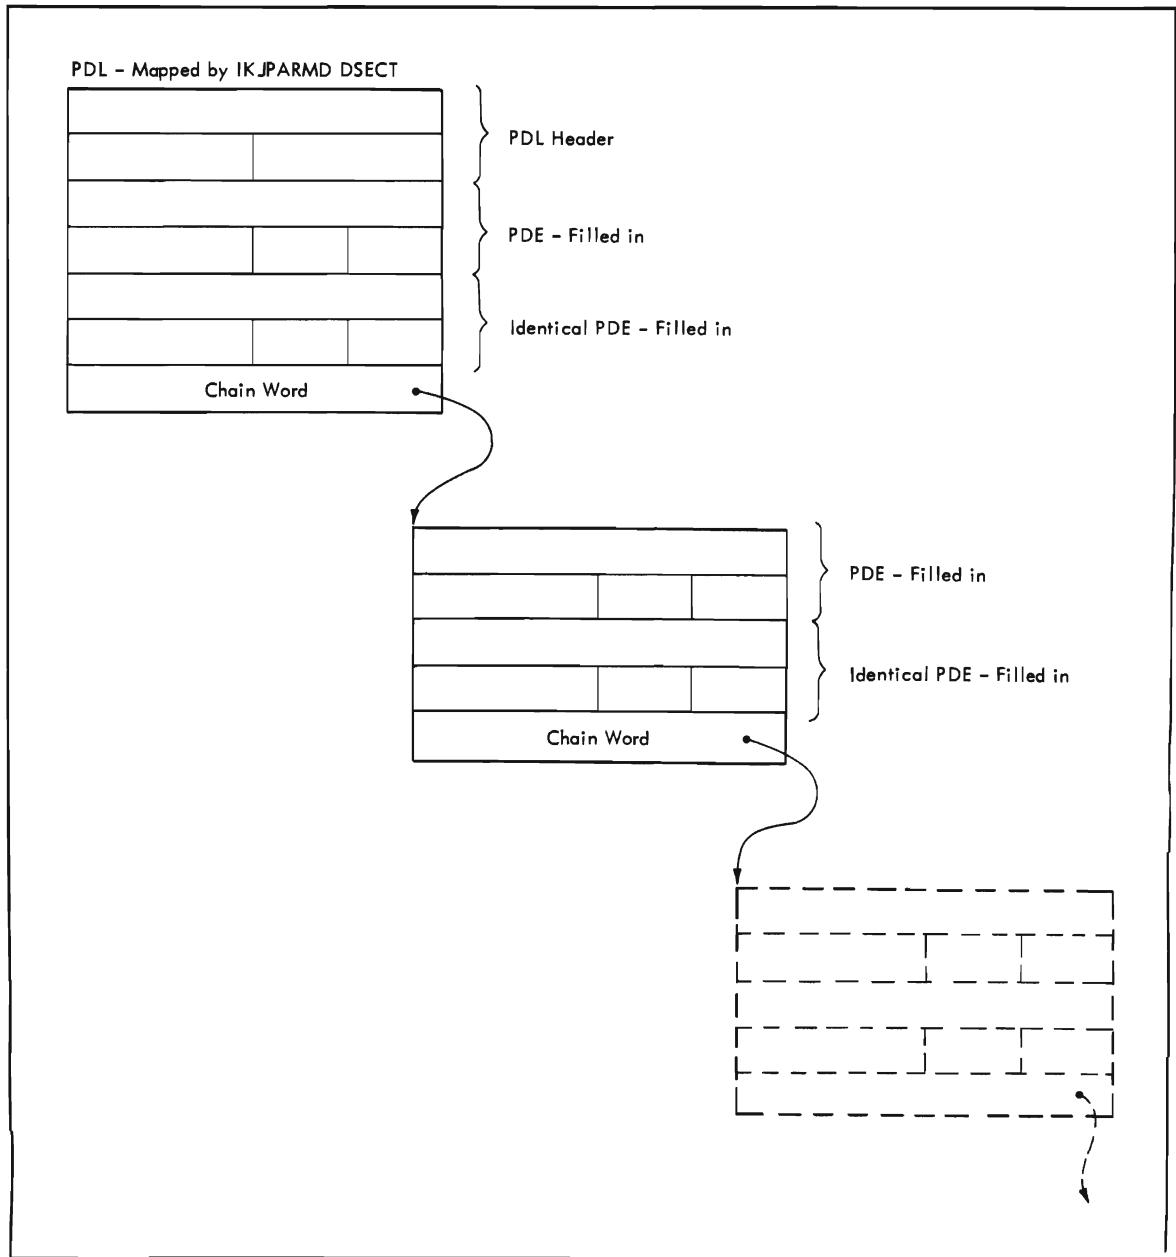 PDL – Mapped by IKJPARMD DSECT
PDL Header
PDE – Filled in
Identical PDE – Filled in
Chain Word
PDE – Filled in
Identical PDE – Filled in
Chain Word